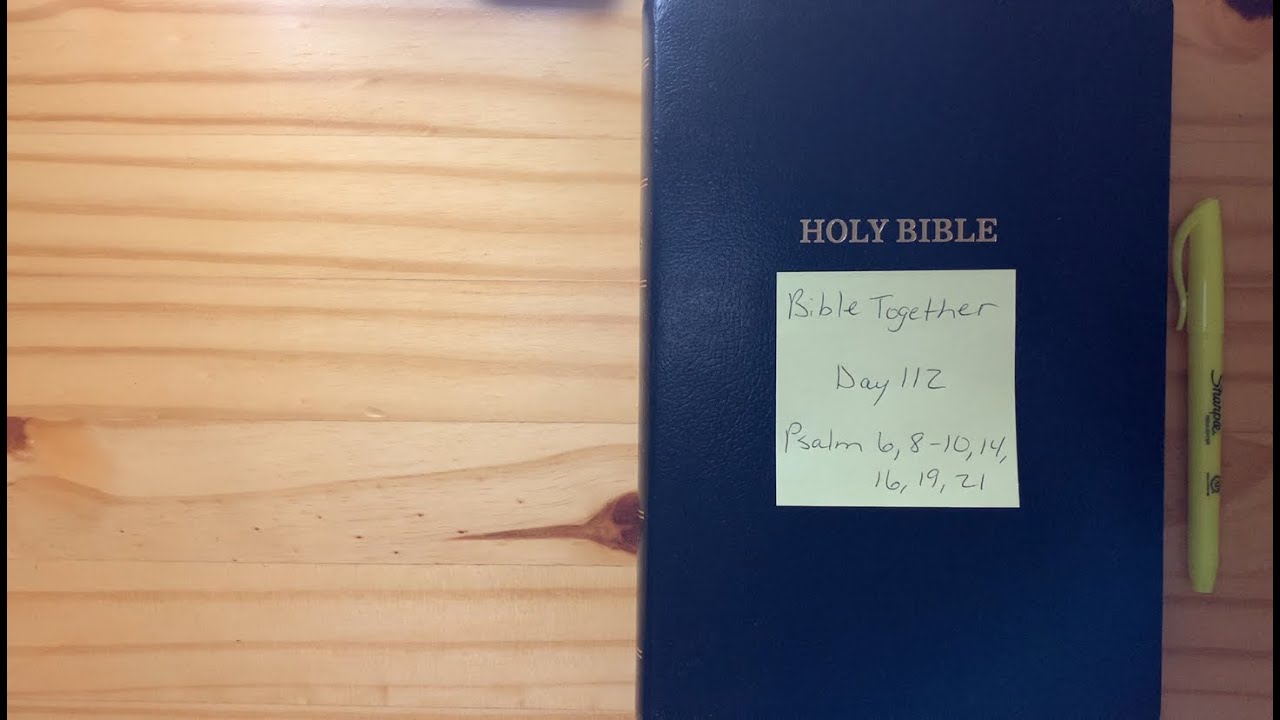 HOLY BIBLE
Bible Together
Day 112
Psalm 6, 8-10, 14,
16, 19, 21
Sharpie